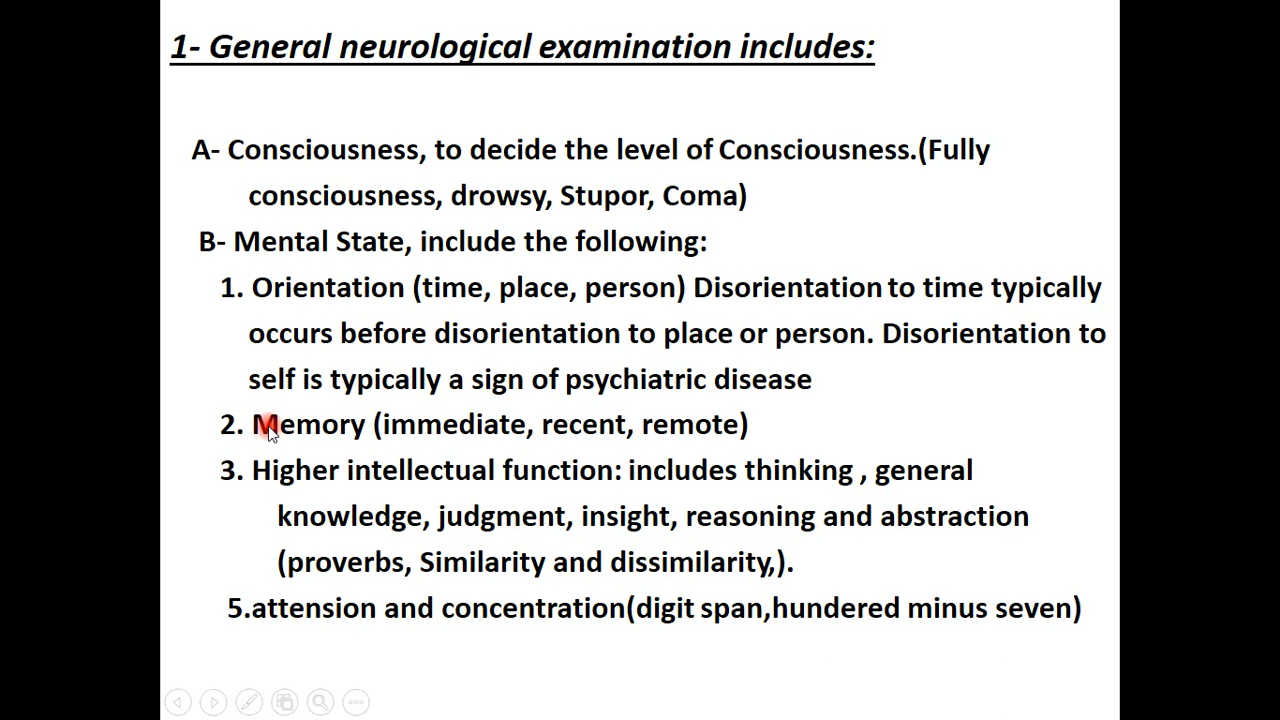 1- General neurological examination includes:
A- Consciousness, to decide the level of Consciousness.(Fully
consciousness, drowsy, Stupor, Coma)
B- Mental State, include the following:
1. Orientation (time, place, person) Disorientation to time typically
occurs before disorientation to place or person. Disorientation to
self is typically a sign of psychiatric disease
2. Memory (immediate, recent, remote)
3. Higher intellectual function: includes thinking , general
knowledge, judgment, insight, reasoning and abstraction
(proverbs, Similarity and dissimilarity,).
5.attension and concentration(digit span,hundered minus seven)